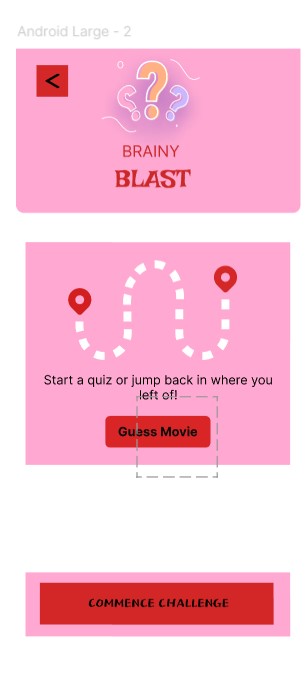 Android Large - 2
<
BRAINY
BLAST
Start a quiz or jump back in where you
left of!
Guess Movie
COMMENCE CHALLENGE